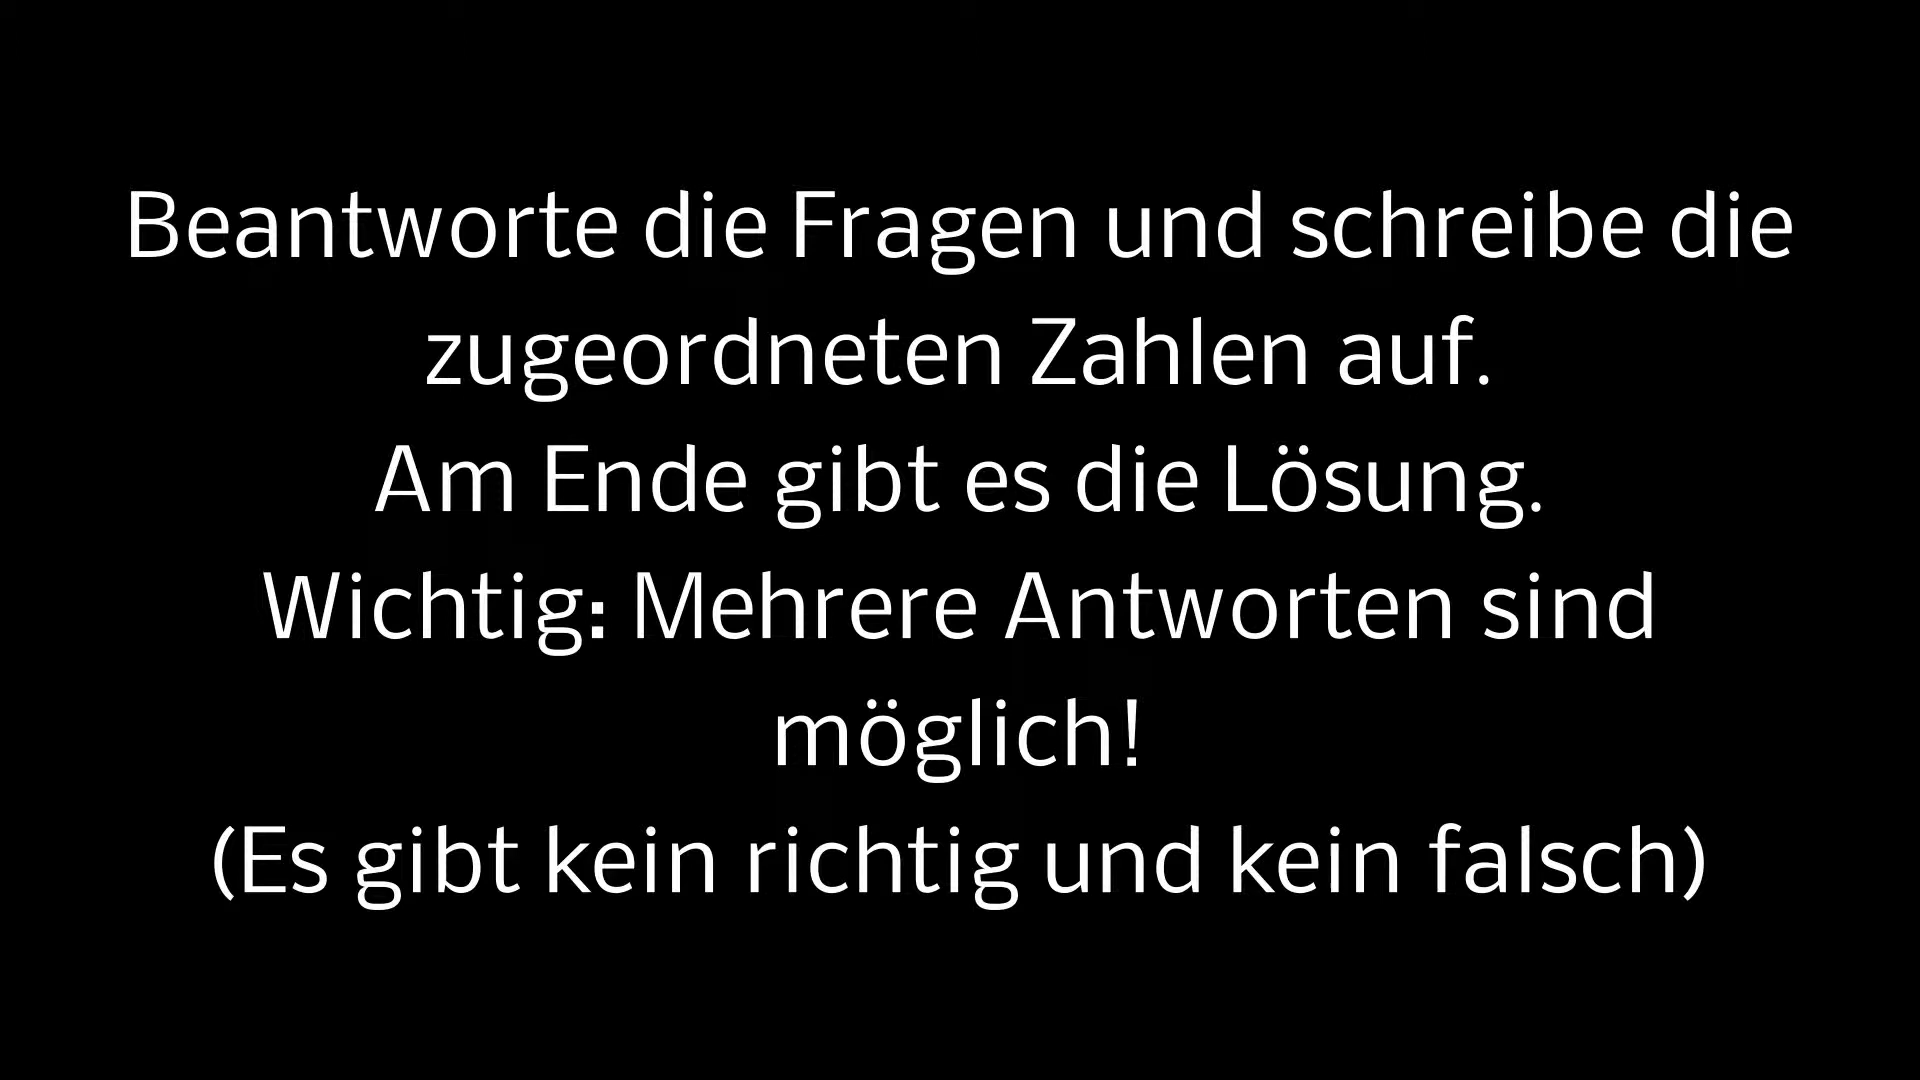 Beantworte die Fragen und schreibe die
zugeordneten Zahlen auf.
Am Ende gibt es die Lösung.
Wichtig: Mehrere Antworten sind
möglich!
(Es gibt kein richtig und kein falsch)